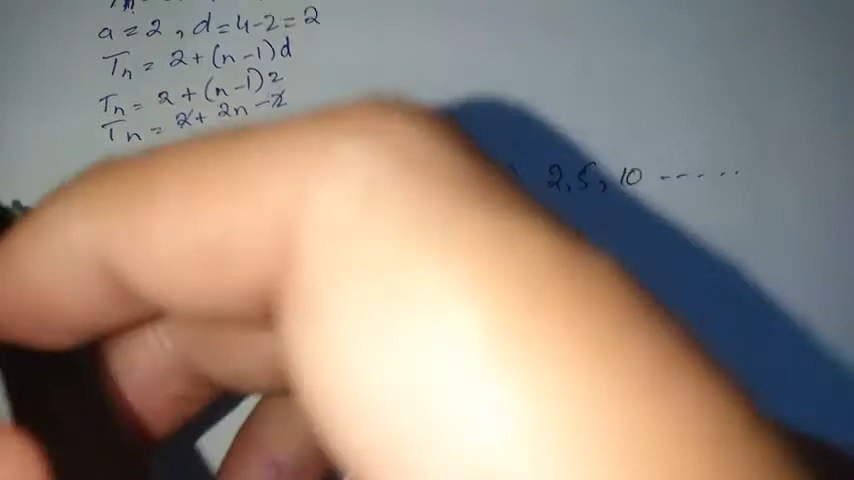 a = 2 , d = 4-2 = 2
Tn = 2 + (n-1)d
Tn = 2 + (n-1)2
Tn = 2 + 2n - 2
2, 5, 10 -----